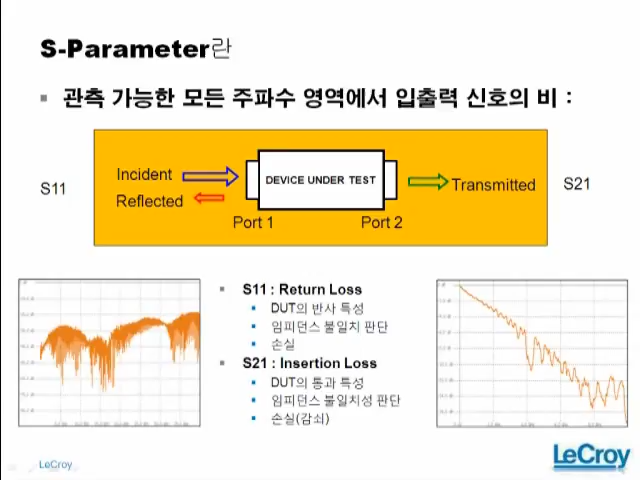 S-Parameter란
관측 가능한 모든 주파수 영역에서 입출력 신호의 비 :
S11
Incident
Reflected
DEVICE UNDER TEST
Transmitted
S21
Port 1
Port 2
S11 : Return Loss
DUT의 반사 특성
임피던스 불일치 판단
손실
S21 : Insertion Loss
DUT의 통과 특성
임피던스 불일치성 판단
손실(감쇠)
LeCroy
LeCroy